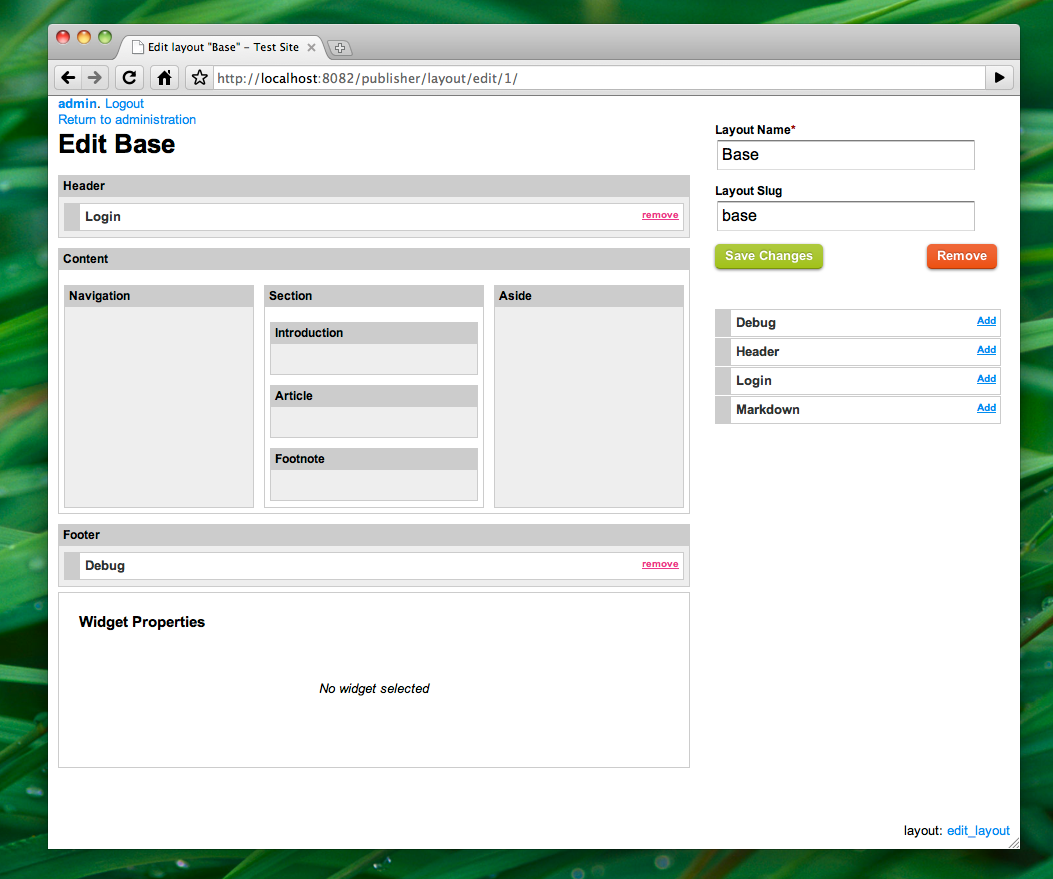 Edit layout "Base" – Test Site
http://localhost:8082/publisher/layout/edit/1/
admin. Logout
Return to administration
Edit Base
Header
Login remove
Content
Navigation
Section
Introduction
Article
Footnote
Aside
Footer
Debug remove
Widget Properties
No widget selected
Layout Name*
Base
Layout Slug
base
Save Changes Remove
Debug Add
Header Add
Login Add
Markdown Add
layout: edit_layout